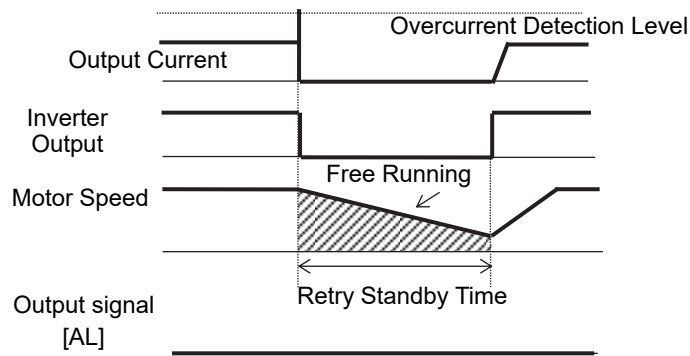 Overcurrent Detection Level
Output Current
Inverter
Output
Free Running
Motor Speed
Retry Standby Time
Output signal
[AL]